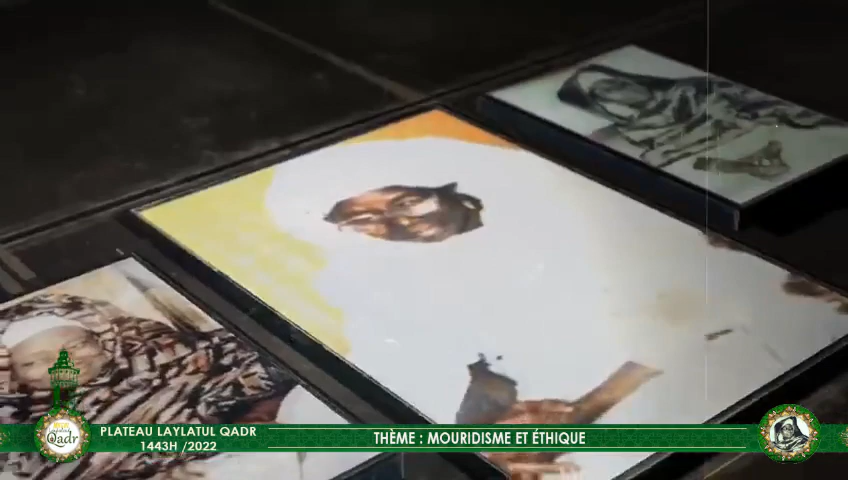 Qadr
PLATEAU LAYLATUL QADR
1443H /2022
THÈME : MOURIDISME ET ÉTHIQUE